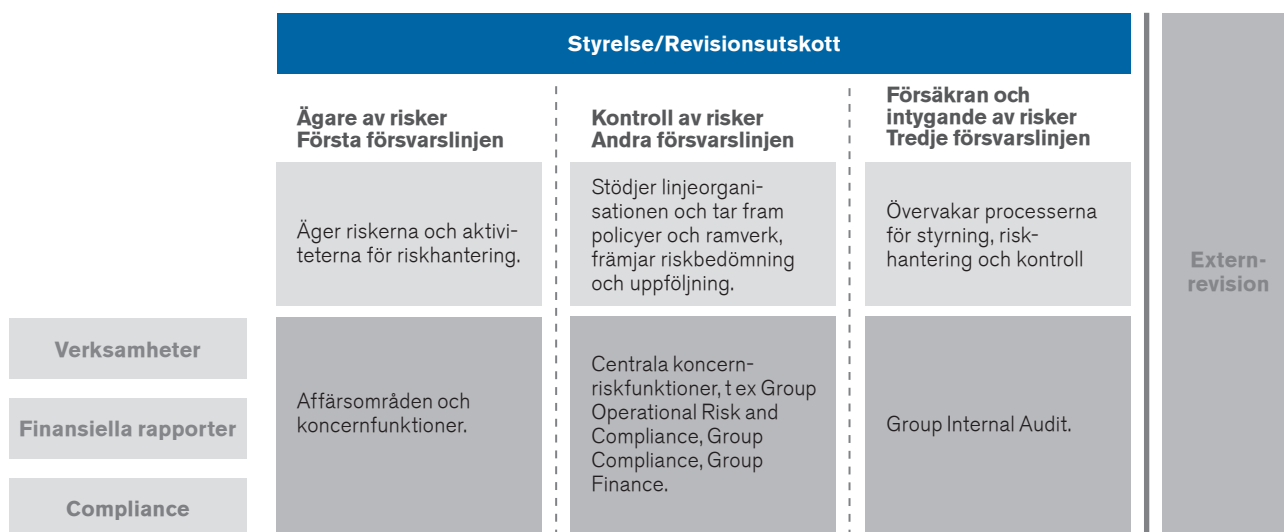 Styrelse/Revisionsutskott
Ägare av risker
Första försvarslinjen
Kontroll av risker
Andra försvarslinjen
Försäkran och
intygande av risker
Tredje försvarslinjen
Äger riskerna och aktivi-
teterna för riskhantering.
Stödjer linjeorgani-
sationen och tar fram
policyer och ramverk,
främjar riskbedömning
och uppföljning.
Övervakar processerna
för styrning, risk-
hantering och kontroll
Extern-
revision
Verksamheter
Finansiella rapporter
Compliance
Affärsområden och
koncernfunktioner.
Centrala koncern-
riskfunktioner, t ex Group
Operational Risk and
Compliance, Group
Compliance, Group
Finance.
Group Internal Audit.